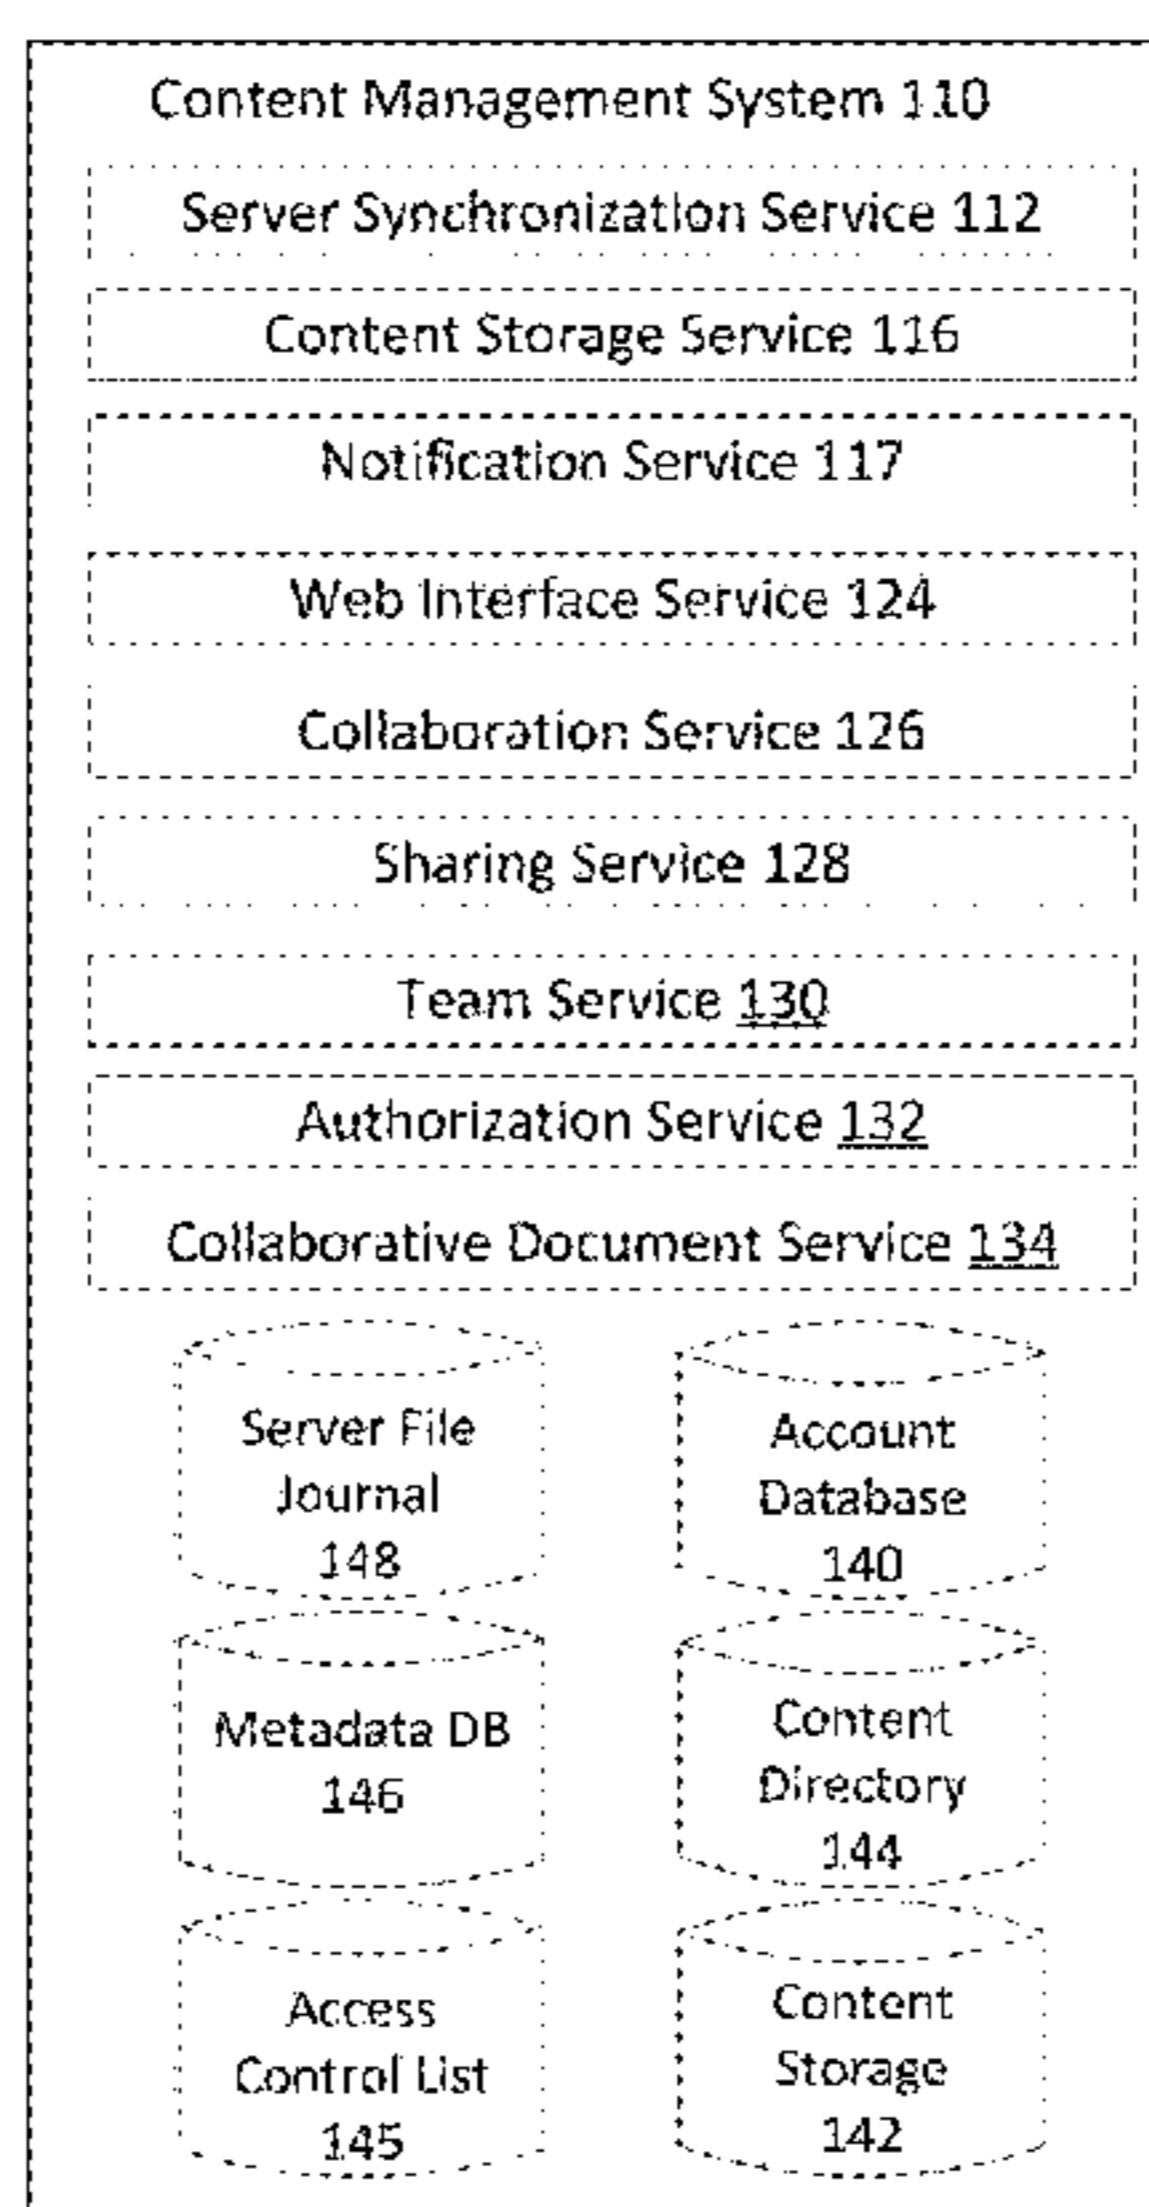 Content Management System 110
Server Synchronization Service 112
Content Storage Service 116
Notification Service 117
Web Interface Service 124
Collaboration Service 126
Sharing Service 128
Team Service 130
Authorization Service 132
Collaborative Document Service 134
Server File
Journal
148
Account
Database
140
Metadata DB
146
Content
Directory
144
Access
Control List
145
Content
Storage
142